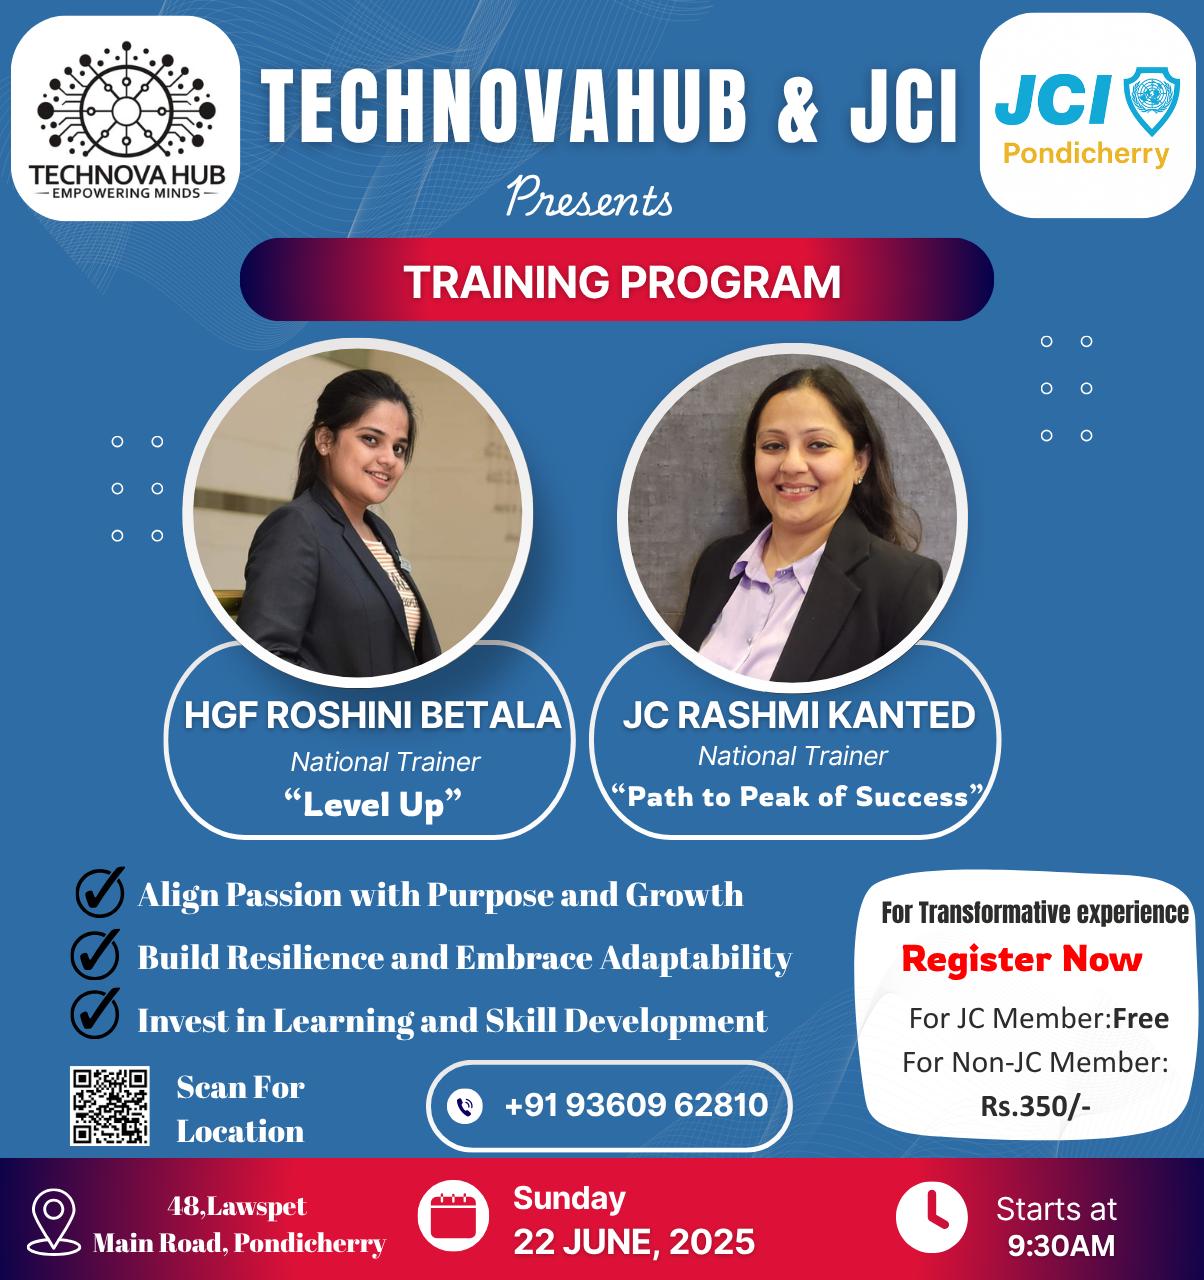 TECHNOVA HUB
EMPOWERING MINDS
TECHNOVAHUB & JCI
JCI
Pondicherry
Presents
TRAINING PROGRAM
HGF ROSHINI BETALA
National Trainer
“Level Up”
JC RASHMI KANTED
National Trainer
“Path to Peak of Success”
Align Passion with Purpose and Growth
Build Resilience and Embrace Adaptability
Invest in Learning and Skill Development
For Transformative experience
Register Now
For JC Member:Free
For Non-JC Member:
Rs.350/-
Scan For
Location
+91 93609 62810
48,Lawspet
Main Road, Pondicherry
Sunday
22 JUNE, 2025
Starts at
9:30AM